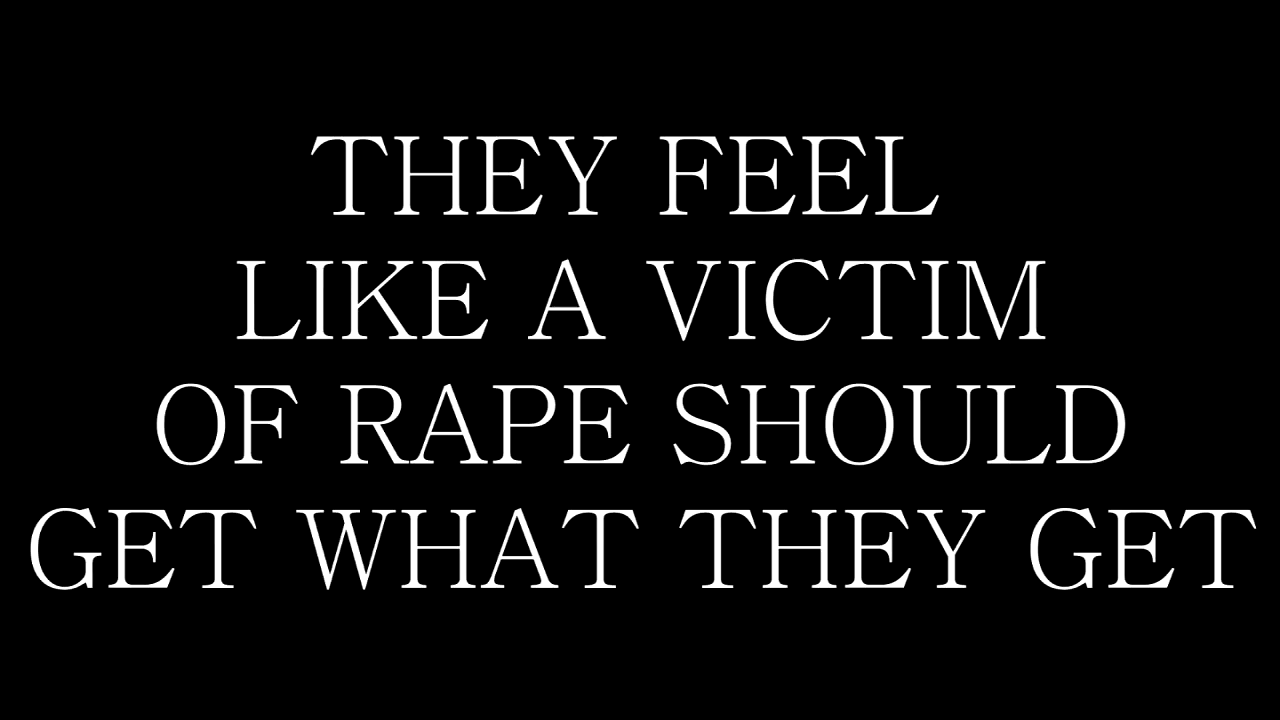 THEY FEEL
LIKE A VICTIM
OF RAPE SHOULD
GET WHAT THEY GET